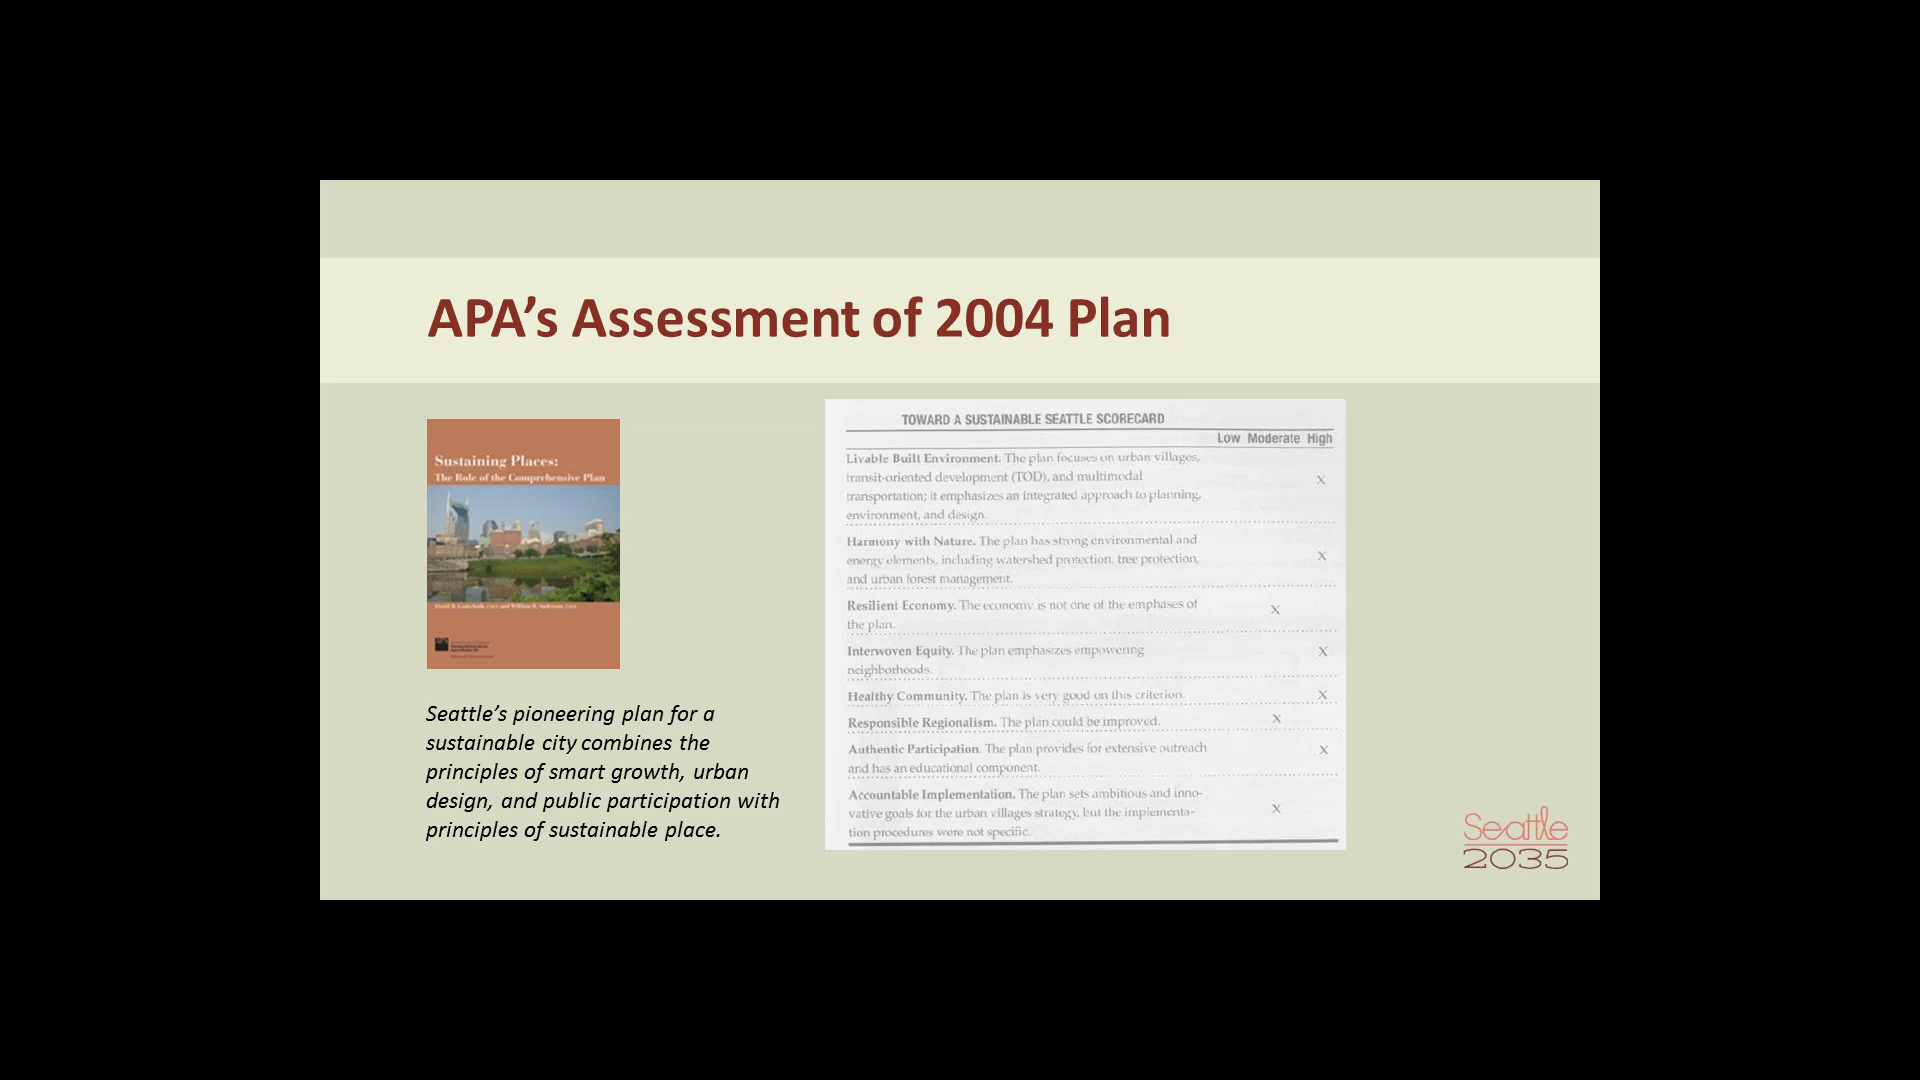 APA’s Assessment of 2004 Plan
Sustaining Places:
The Role of the Comprehensive Plan
Seattle’s pioneering plan for a
sustainable city combines the
principles of smart growth, urban
design, and public participation with
principles of sustainable place.
TOWARD A SUSTAINABLE SEATTLE SCORECARD
Low Moderate High
Livable Built Environment. The plan focuses on urban villages,
transit-oriented development (TOD), and multimodal
transportation; it emphasizes an integrated approach to planning,
environment, and design.
X
Harmony with Nature. The plan has strong environmental and
energy elements, including watershed protection, tree protection,
and urban forest management.
X
Resilient Economy. The economy is not one of the emphases of
the plan.
X
Interwoven Equity. The plan emphasizes empowering
neighborhoods.
X
Healthy Community. The plan is very good on this criterion.
X
Responsible Regionalism. The plan could be improved.
X
Authentic Participation. The plan provides for extensive outreach
and has an educational component.
X
Accountable Implementation. The plan sets ambitious and inno-
vative goals for the urban villages strategy, but the implementa-
tion procedures were not specific.
X
Seattle
2035